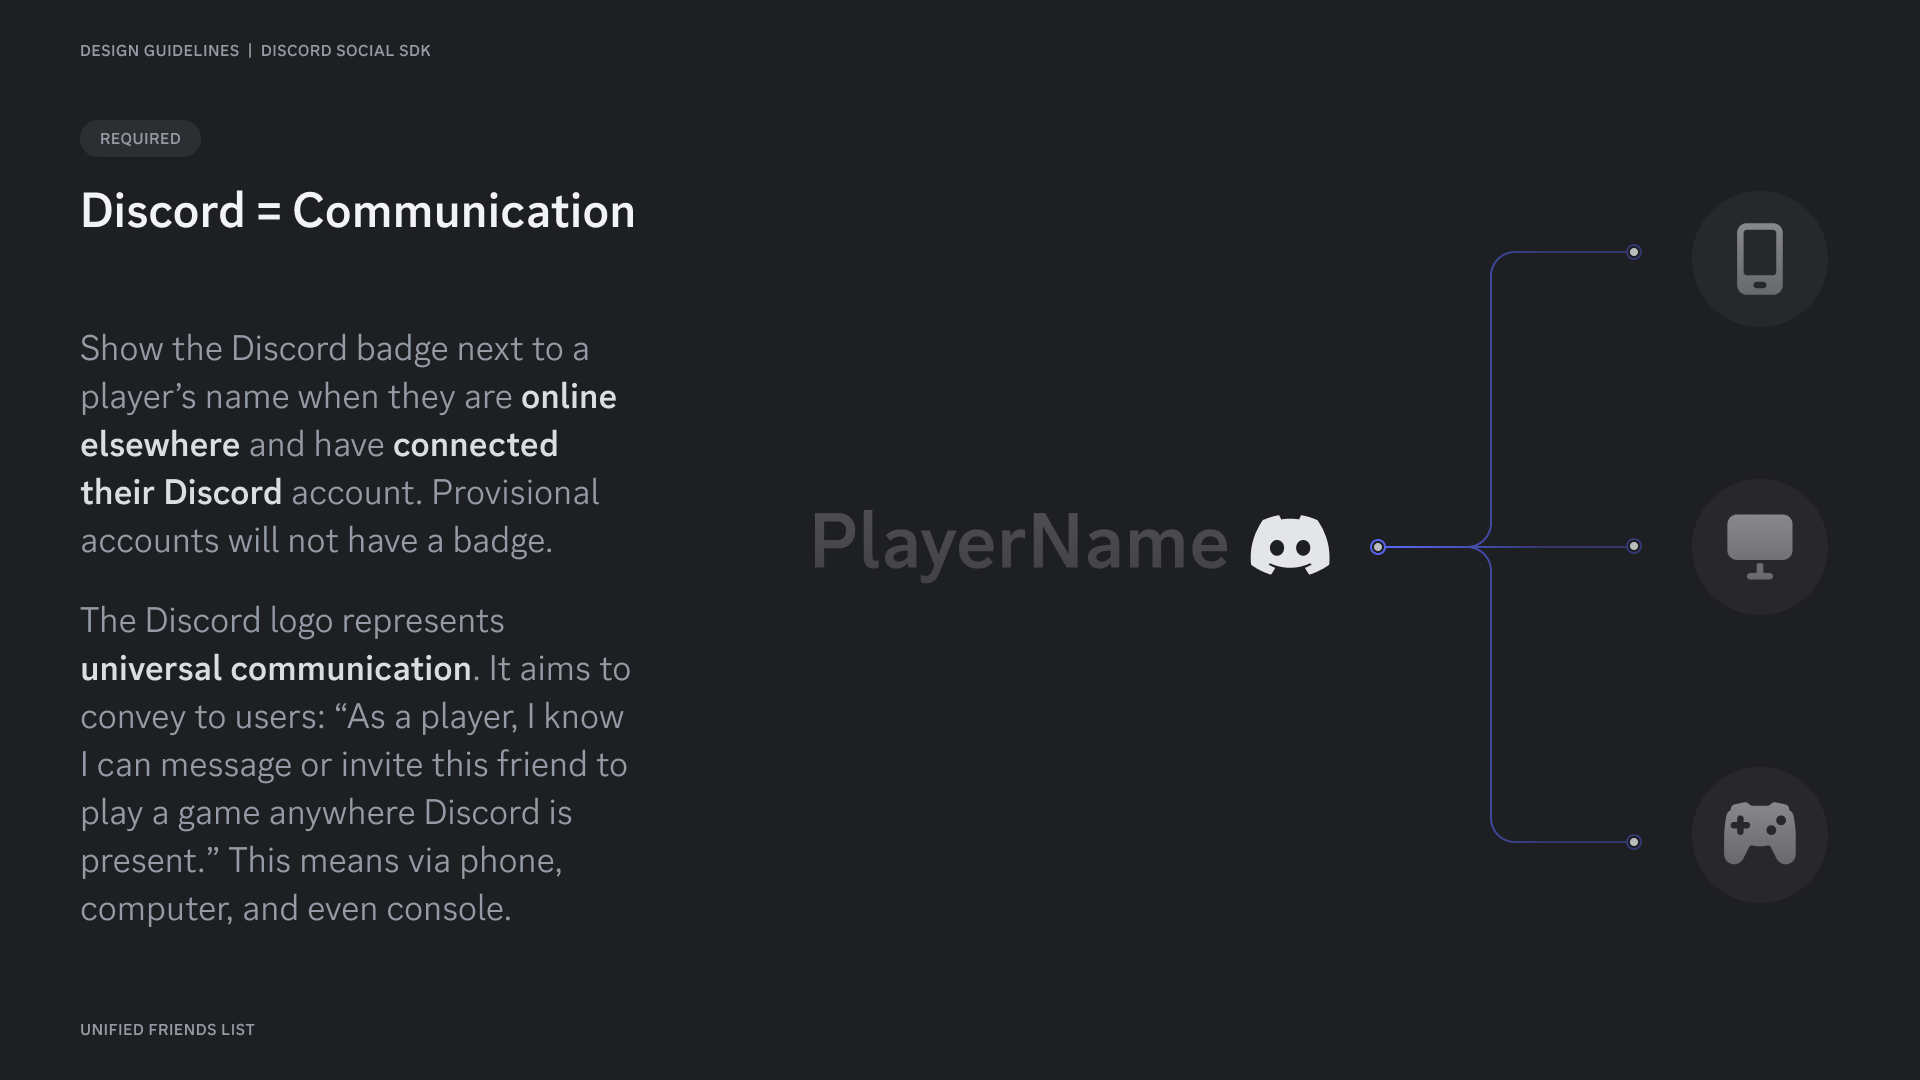 DESIGN GUIDELINES | DISCORD SOCIAL SDK
REQUIRED
Discord = Communication
Show the Discord badge next to a
player’s name when they are online
elsewhere and have connected
their Discord account. Provisional
accounts will not have a badge.
The Discord logo represents
universal communication. It aims to
convey to users: “As a player, I know
I can message or invite this friend to
play a game anywhere Discord is
present.” This means via phone,
computer, and even console.
PlayerName
UNIFIED FRIENDS LIST